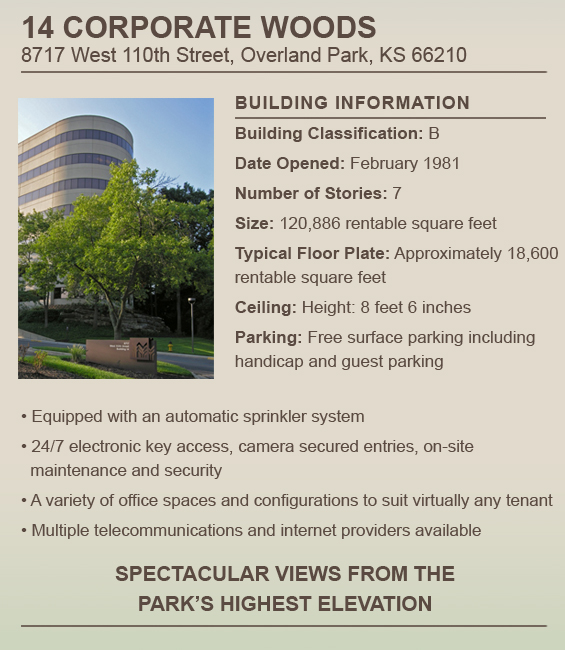 14 CORPORATE WOODS
8717 West 110th Street, Overland Park, KS 66210
BUILDING INFORMATION
Building Classification: B
Date Opened: February 1981
Number of Stories: 7
Size: 120,886 rentable square feet
Typical Floor Plate: Approximately 18,600
rentable square feet
Ceiling: Height: 8 feet 6 inches
Parking: Free surface parking including
handicap and guest parking
• Equipped with an automatic sprinkler system
• 24/7 electronic key access, camera secured entries, on-site
maintenance and security
• A variety of office spaces and configurations to suit virtually any tenant
• Multiple telecommunications and internet providers available
SPECTACULAR VIEWS FROM THE
PARK’S HIGHEST ELEVATION